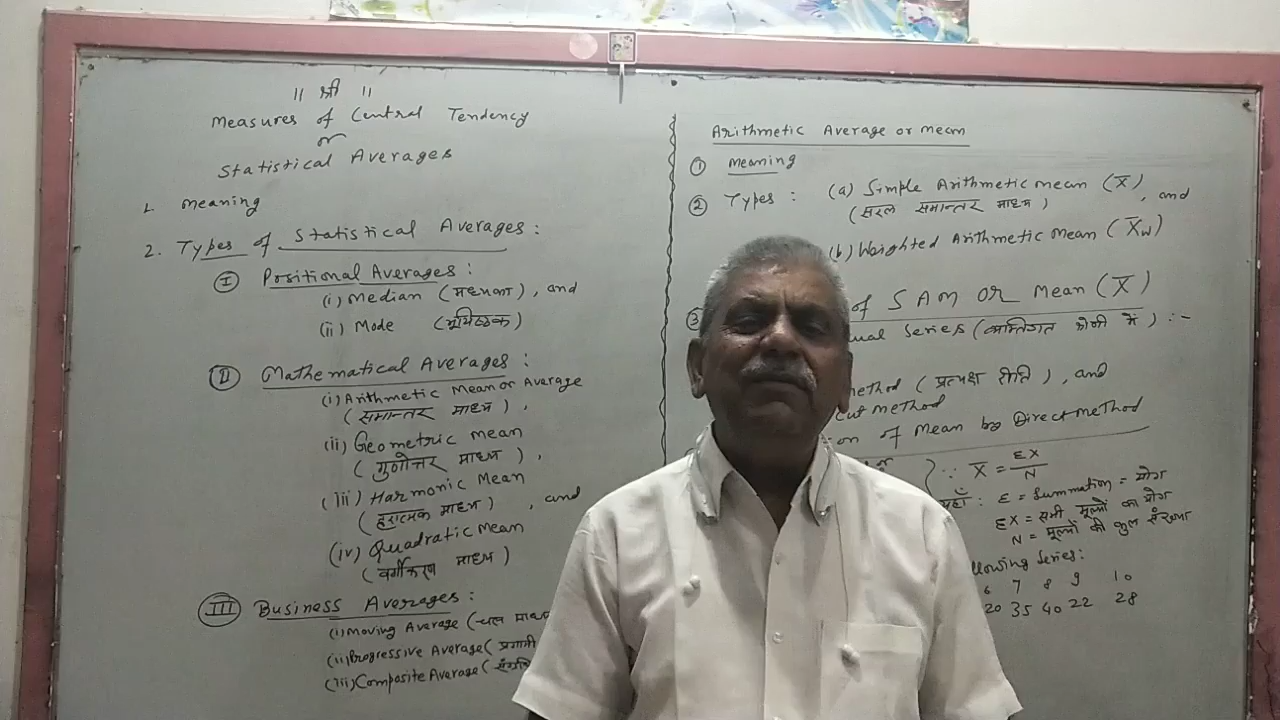 ॥ श्री ॥
Measures of Central Tendency
or
Statistical Averages
1. Meaning
2. Types of Statistical Averages :
I Positional Averages :
(i) Median (मध्यका), and
(ii) Mode (भूयिष्ठक)
II Mathematical Averages :
(i) Arithmetic Mean or Average
(समान्तर माध्य),
(ii) Geometric Mean
(गुणोत्तर माध्य),
(iii) Harmonic Mean
(हरात्मक माध्य), and
(iv) Quadratic Mean
(वर्गीकरण माध्य)
III Business Averages :
(i) Moving Average (चल
(ii) Progressive Average (प्रगामी
(iii) Composite Average (
Arithmetic Average or mean
① Meaning
② Types : (a) Simple Arithmetic mean (X̅), and
(सरल समान्तर माध्य)
(b) Weighted Arithmetic Mean (X̅w)
③ of SAM OR Mean (X̅)
Series (व्यक्तिगत श्रेणी में) :-
method (प्रत्यक्ष रीति), and
cut Method
of Mean by Direct Method
∵ X̅ = ΣX/N
यहाँ : Σ = Summation = योग
ΣX = सभी मूल्यों का योग
N = मूल्यों की कुल संख्या
Series :
6 7 8 9 10
20 35 40 22 28